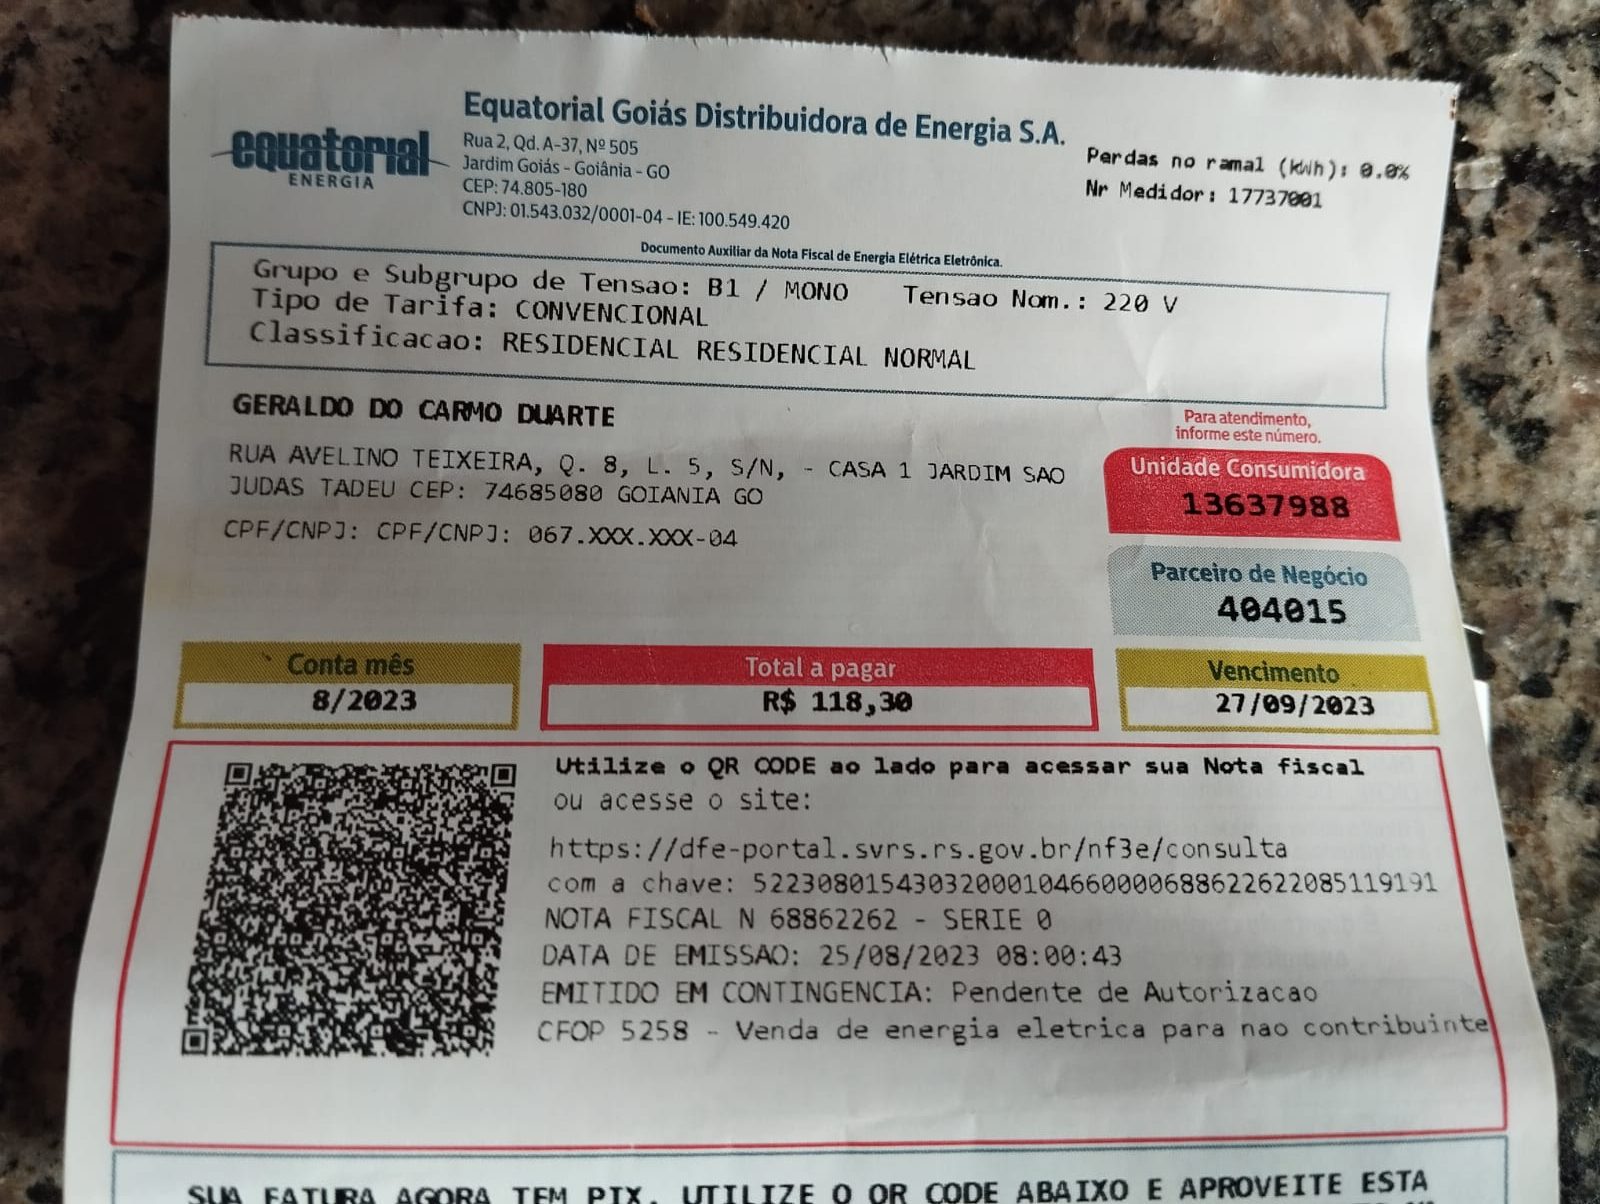 equatorial
ENERGIA
Equatorial Goiás Distribuidora de Energia S.A.
Rua 2, Qd. A-37, Nº 505
Jardim Goiás - Goiânia - GO
CEP: 74.805-180
CNPJ: 01.543.032/0001-04 - IE: 100.549.420
Perdas no ramal (kWh): 0.0%
Nr Medidor: 17737001
Documento Auxiliar da Nota Fiscal de Energia Elétrica Eletrônica.
Grupo e Subgrupo de Tensao: B1 / MONO Tensao Nom.: 220 V
Tipo de Tarifa: CONVENCIONAL
Classificacao: RESIDENCIAL RESIDENCIAL NORMAL
GERALDO DO CARMO DUARTE
RUA AVELINO TEIXEIRA, Q. 8, L. 5, S/N, - CASA 1 JARDIM SAO
JUDAS TADEU CEP: 74685080 GOIANIA GO
CPF/CNPJ: CPF/CNPJ: 067.XXX.XXX-04
Para atendimento,
informe este número.
Unidade Consumidora
13637988
Parceiro de Negócio
404015
Conta mês
8/2023
Total a pagar
R$ 118,30
Vencimento
27/09/2023
Utilize o QR CODE ao lado para acessar sua Nota fiscal
ou acesse o site:
https://dfe-portal.svrs.rs.gov.br/nf3e/consulta
com a chave: 52230801543032000104660000688622622085119191
NOTA FISCAL N 68862262 - SERIE 0
DATA DE EMISSAO: 25/08/2023 08:00:43
EMITIDO EM CONTINGENCIA: Pendente de Autorizacao
CFOP 5258 - Venda de energia eletrica para nao contribuinte
SUA FATURA AGORA TEM PIX. UTILIZE O QR CODE ABAIXO E APROVEITE ESTA